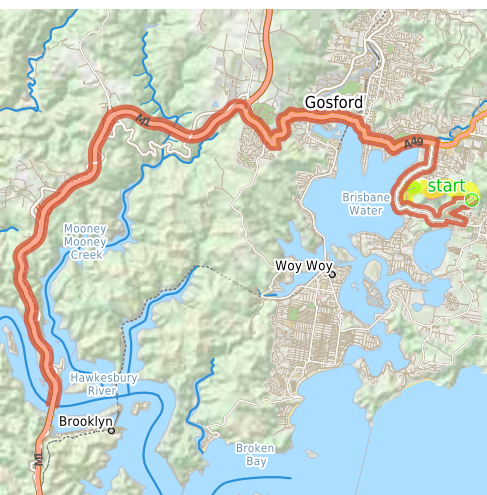 Gosford
M1
A49
start
Brisbane
Water
Mooney
Mooney
Creek
Woy Woy
Hawkesbury
River
Brooklyn
Broken
Bay
M1